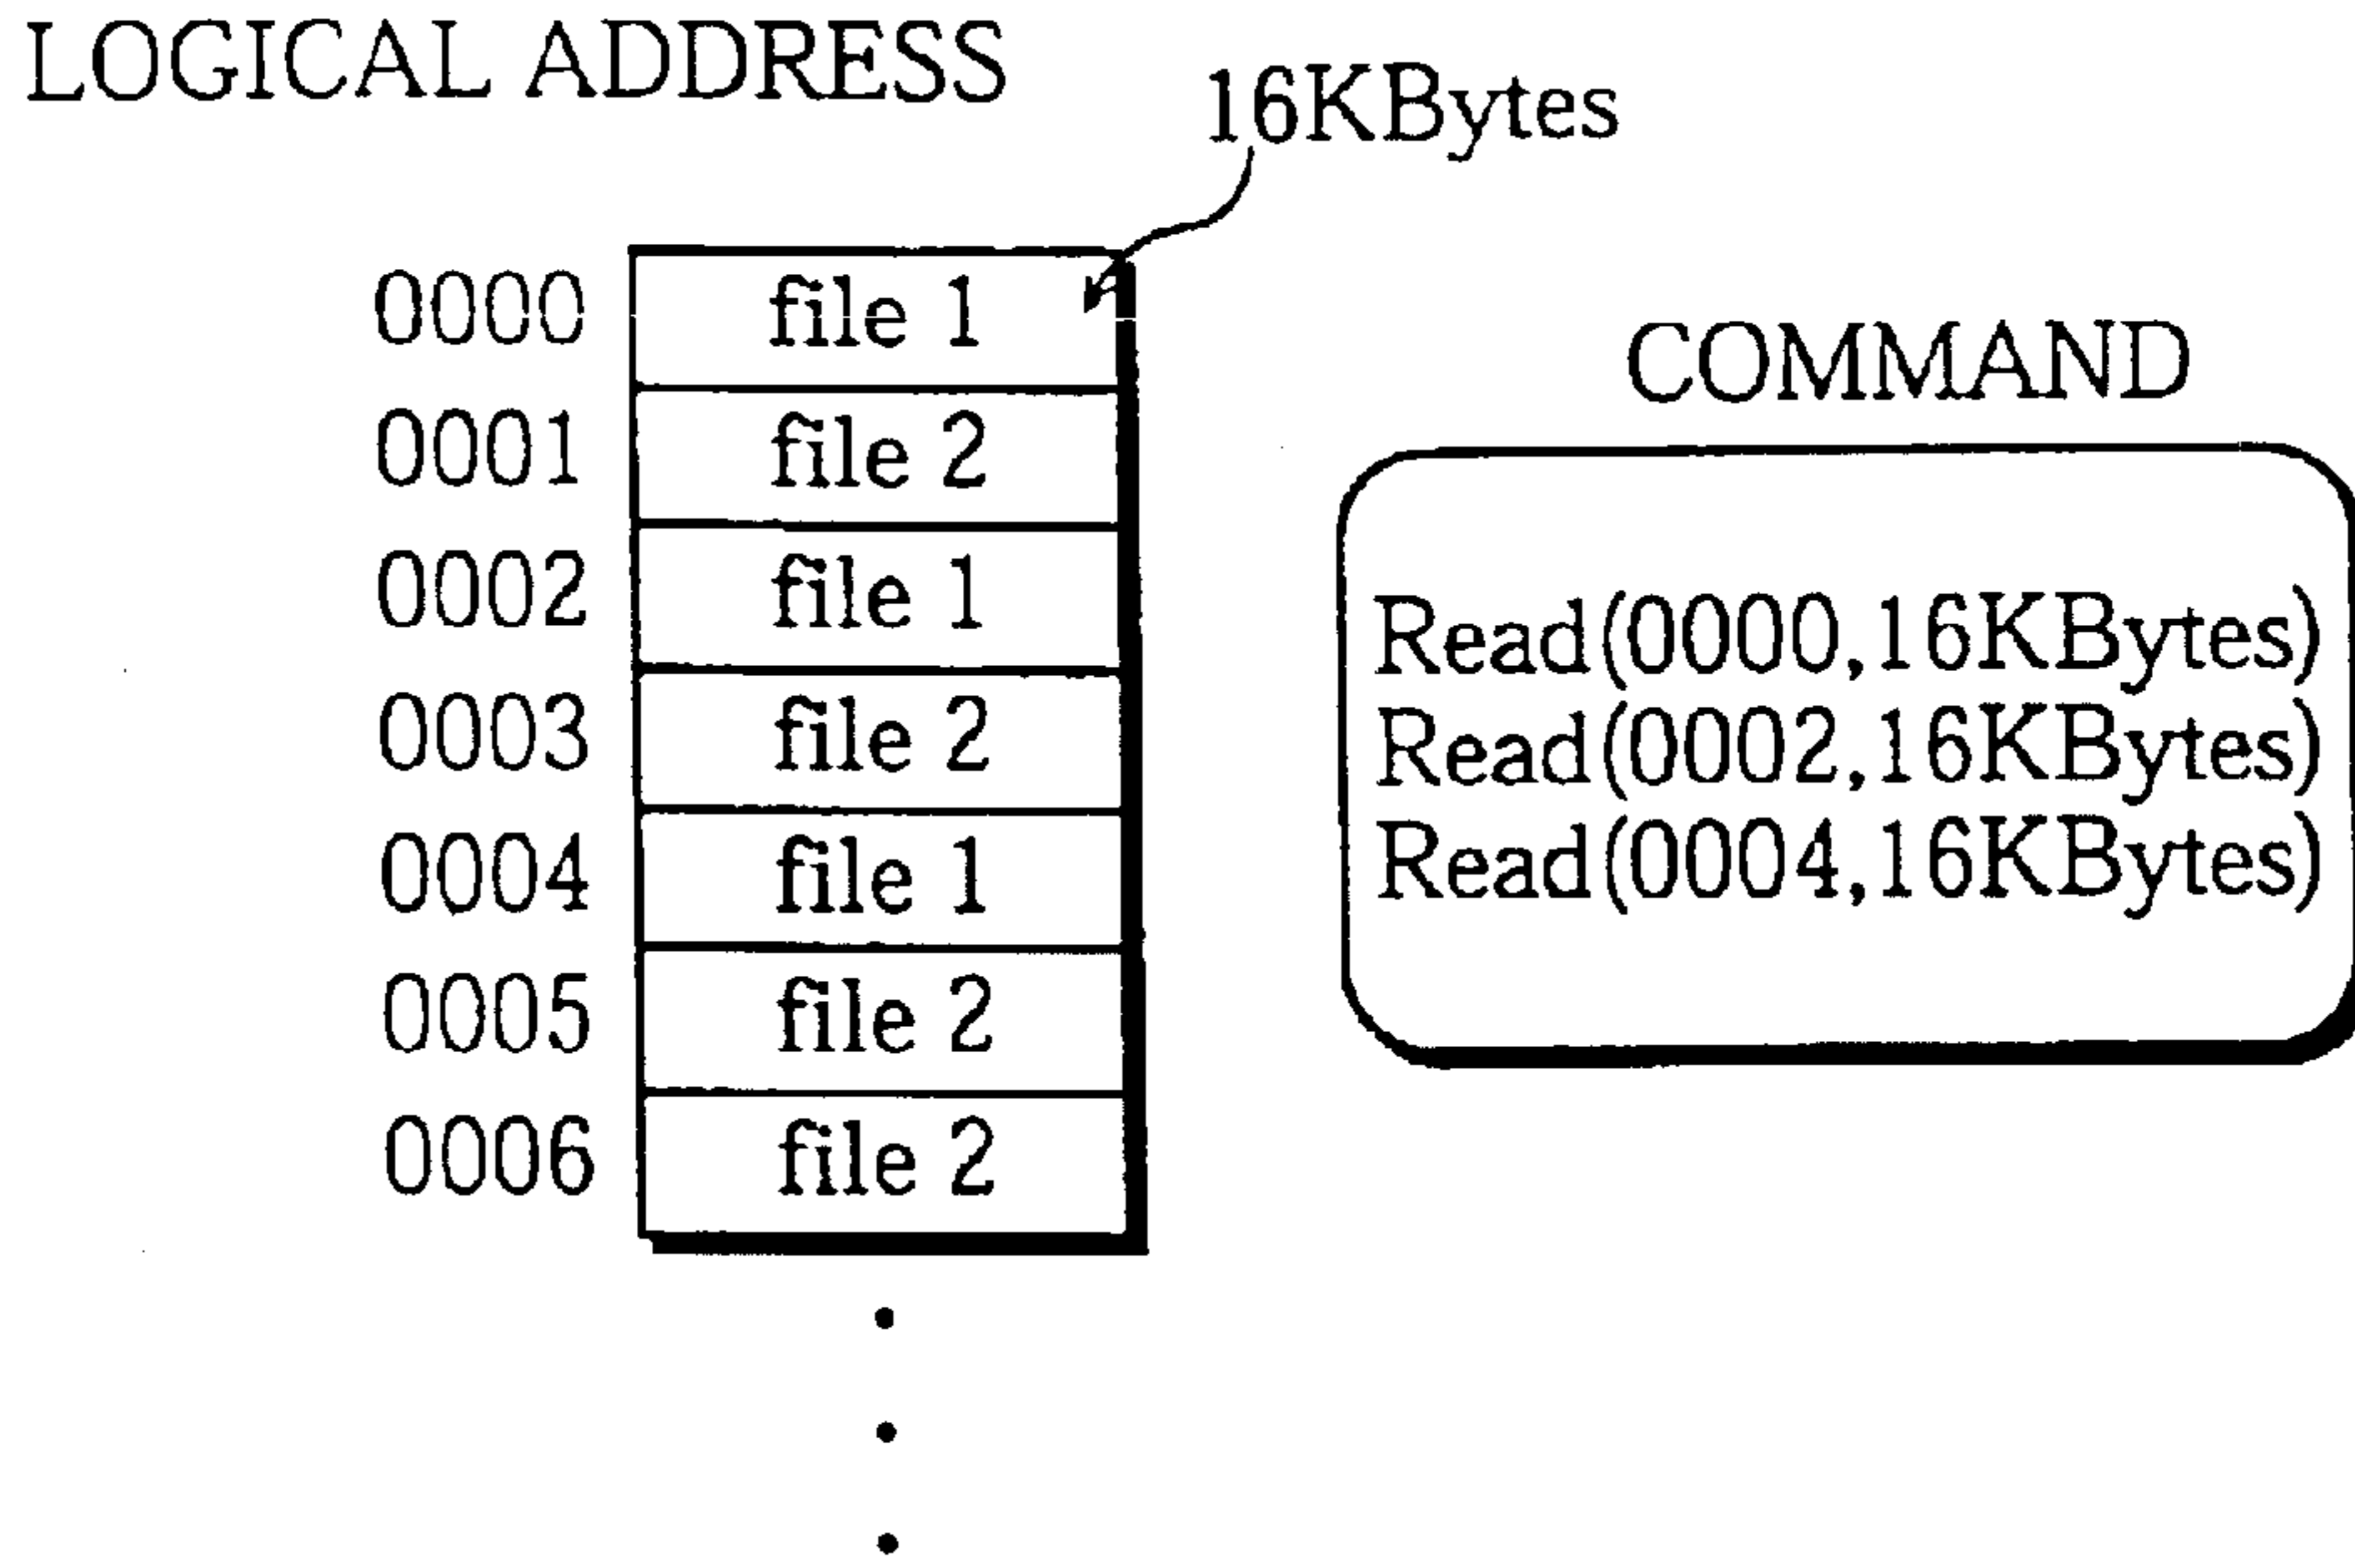 LOGICAL ADDRESS
16KBytes
0000 file 1
0001 file 2
0002 file 1
0003 file 2
0004 file 1
0005 file 2
0006 file 2
COMMAND
Read(0000,16KBytes)
Read(0002,16KBytes)
Read(0004,16KBytes)